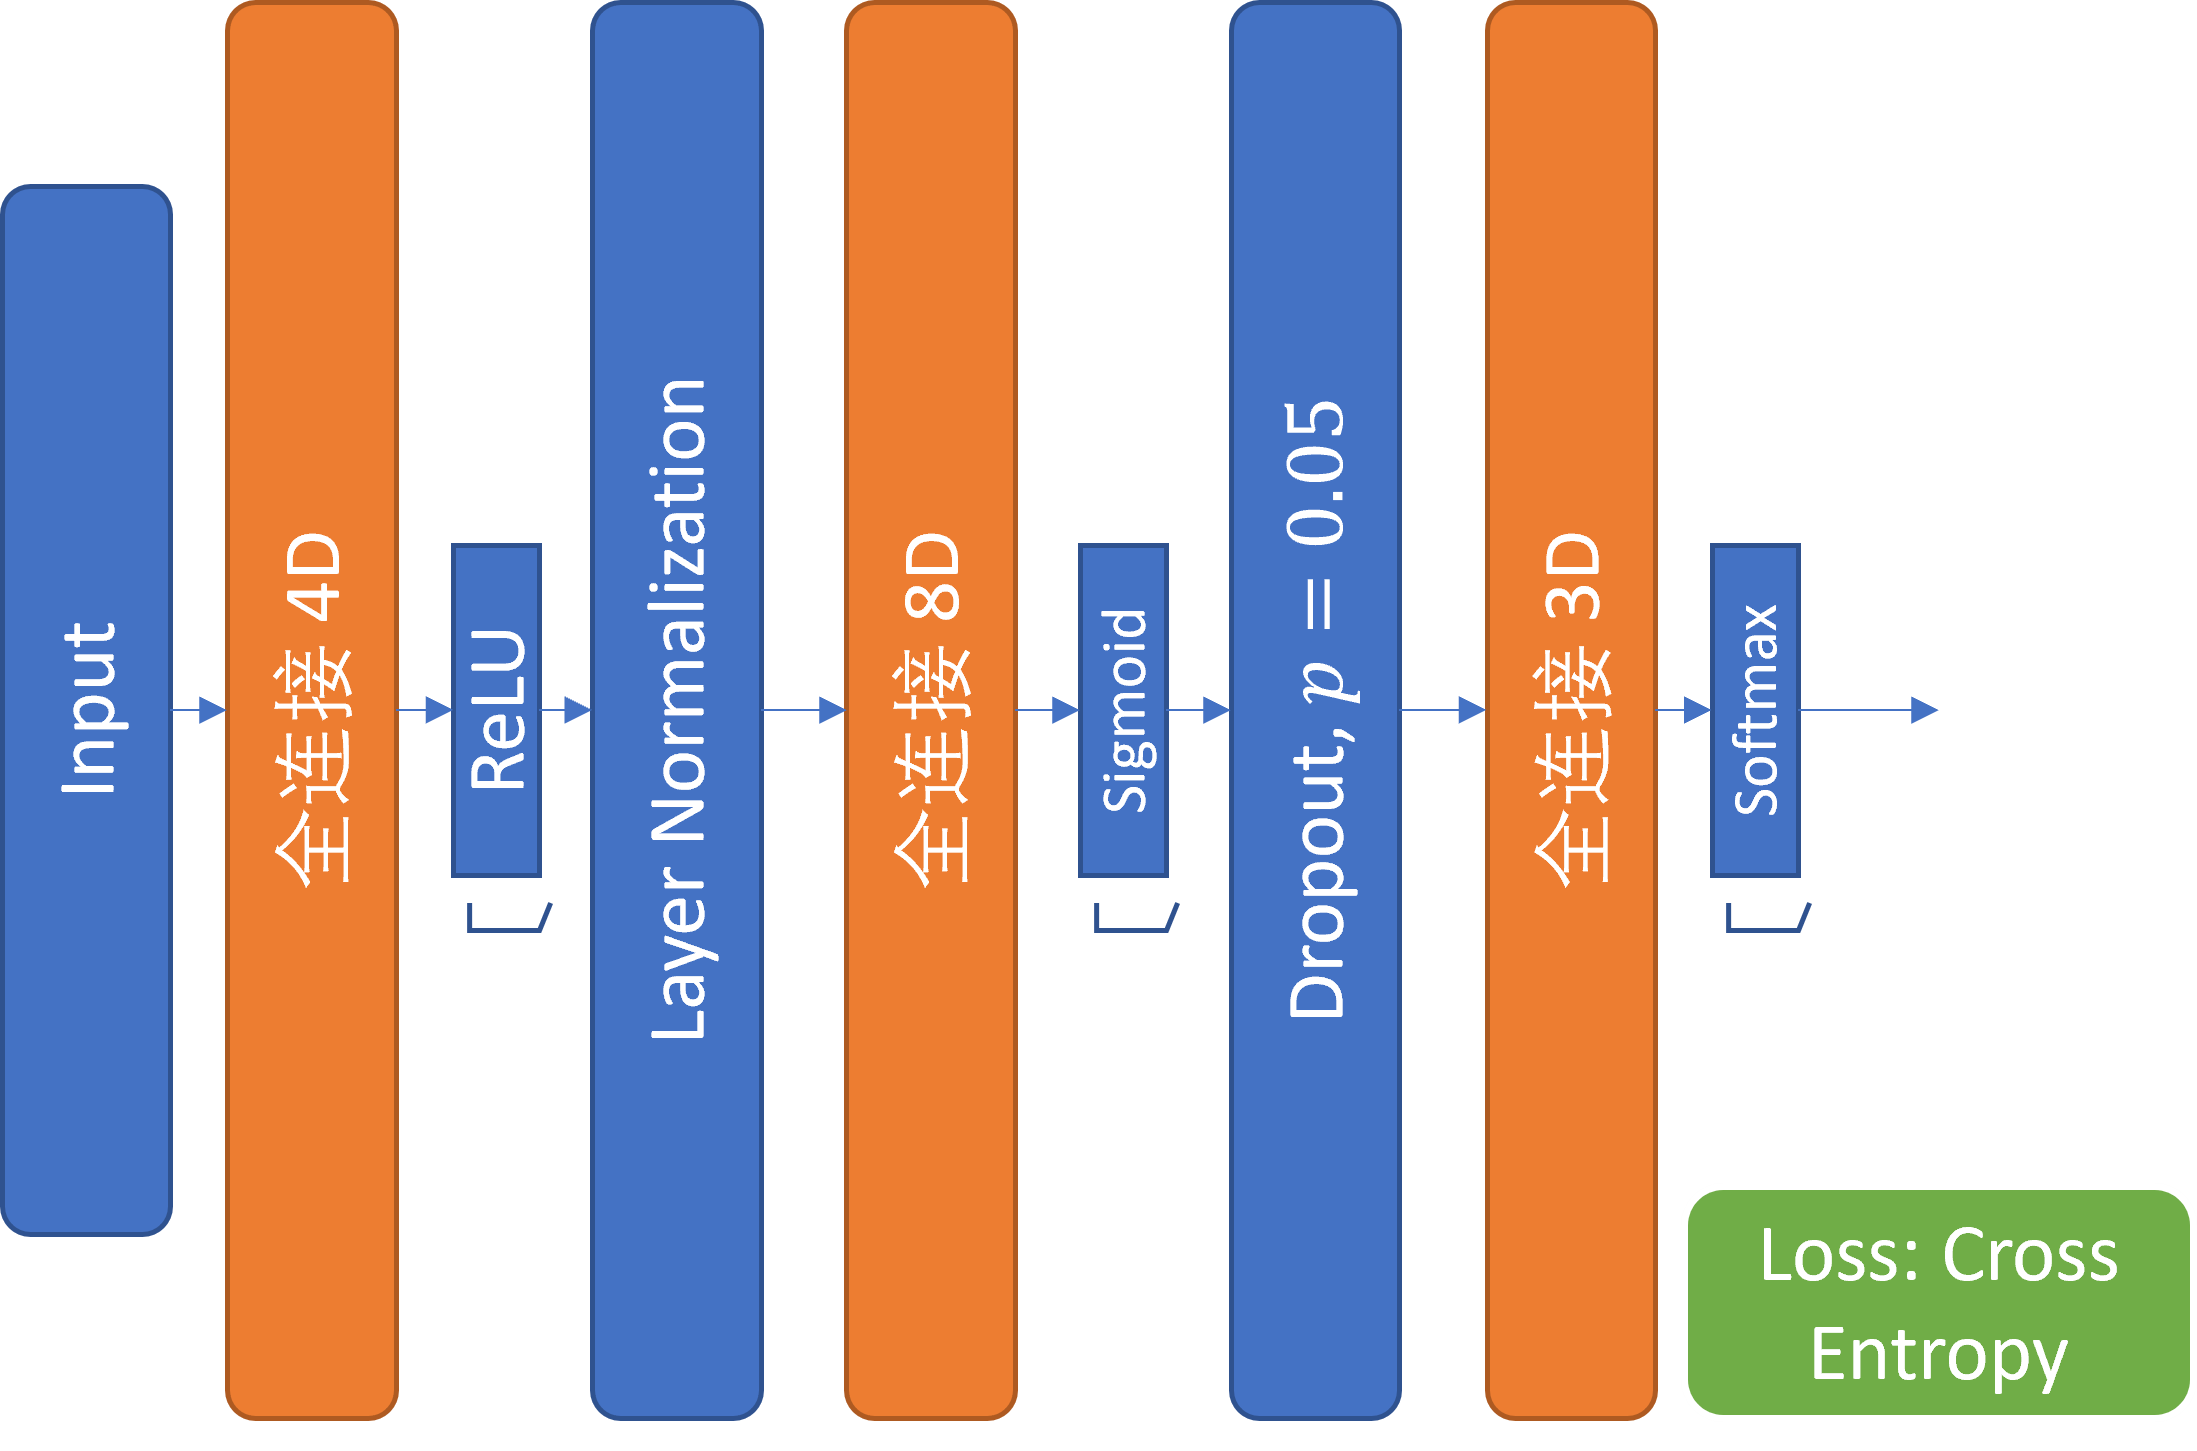 Input
全连接 4D
ReLU
Layer Normalization
全连接 8D
Sigmoid
Dropout, p = 0.05
全连接 3D
Softmax
Loss: Cross
Entropy